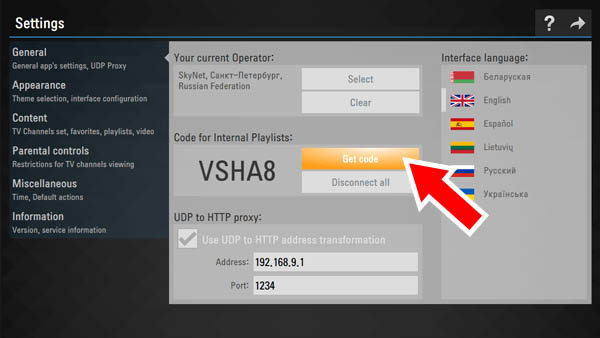 Settings
?
General
General app's settings, UDP Proxy
Appearance
Theme selection, interface configuration
Content
TV Channels set, favorites, playlists, video
Parental controls
Restrictions for TV channels viewing
Miscellaneous
Time, Default actions
Information
Version, service information
Your current Operator:
SkyNet, Санкт-Петербург,
Russian Federation
Select
Clear
Code for Internal Playlists:
VSHA8
Get code
Disconnect all
UDP to HTTP proxy:
Use UDP to HTTP address transformation
Address:
192.168.9.1
Port:
1234
Interface language:
Беларуская
English
Español
Lietuvių
Русский
Українська